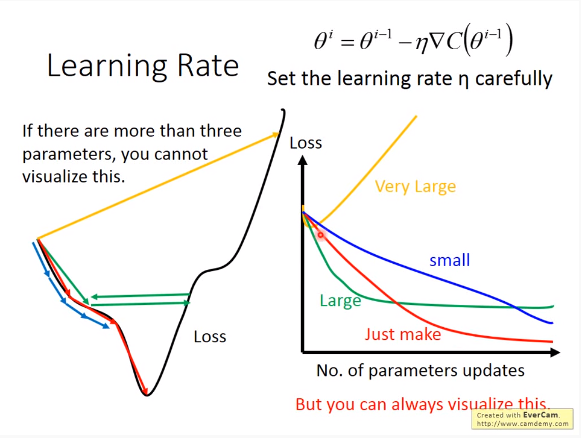 θ^i = θ^{i-1} − η∇C(θ^{i-1})
Learning Rate
Set the learning rate η carefully
If there are more than three
parameters, you cannot
visualize this.
Loss
Loss
Very Large
small
Large
Just make
No. of parameters updates
But you can always visualize this.
Created with EverCam.
http://www.camdemy.com